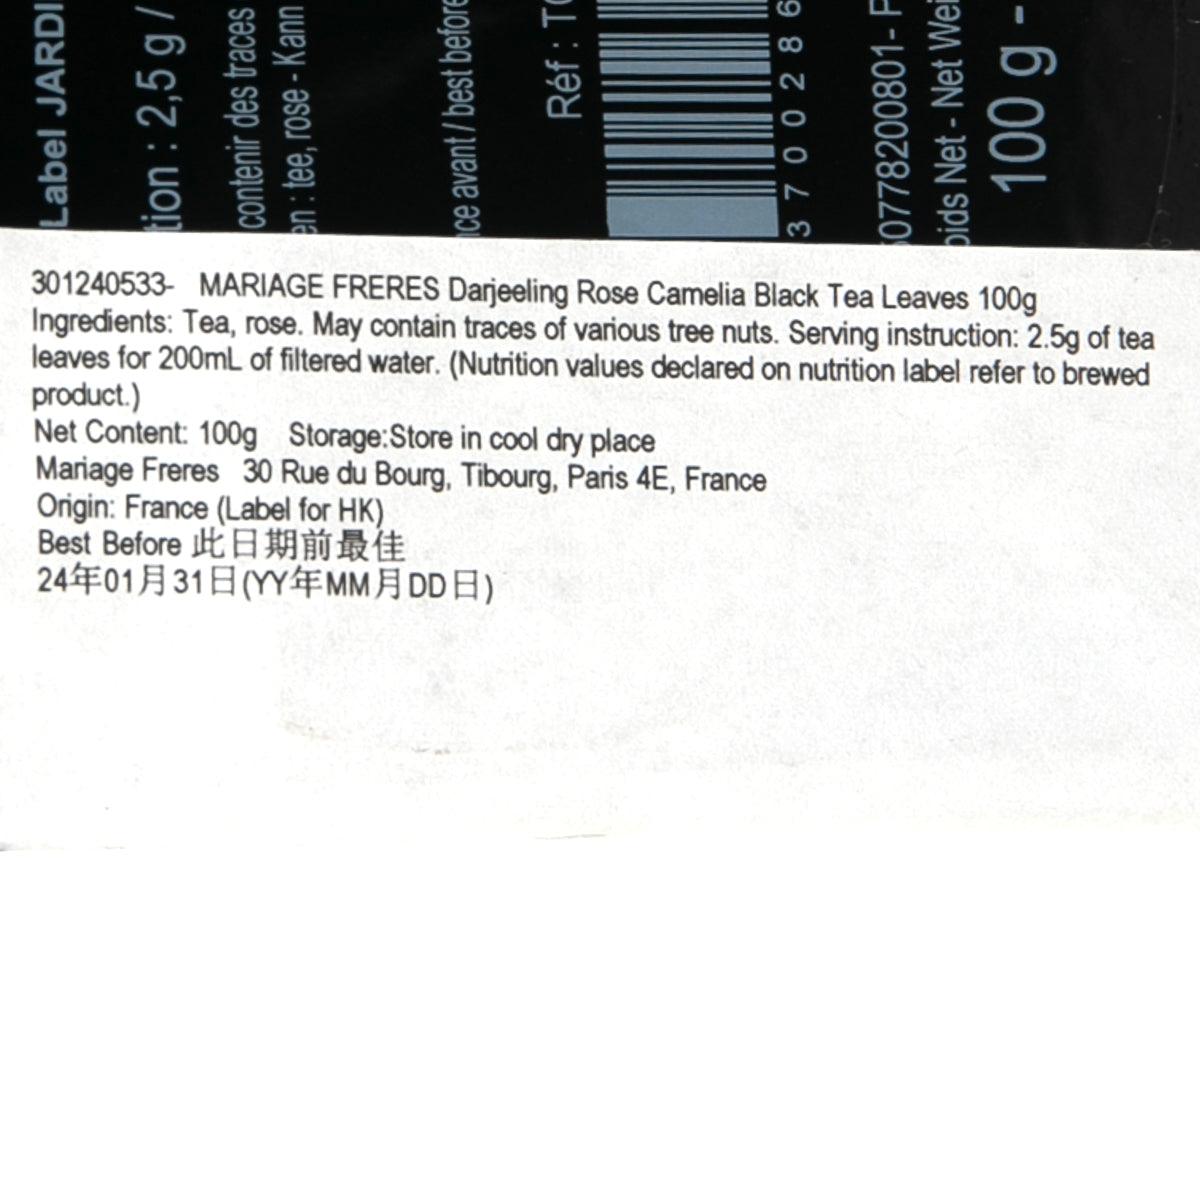 Label JARDI
tion : 2,5 g /
contenir des traces
en : tee, rose - Kann
ce avant / best before
Réf : TC
3 7 0 0 2 8 6
0778200801- F
oids Net - Net Wei
100 g -
301240533- MARIAGE FRERES Darjeeling Rose Camelia Black Tea Leaves 100g
Ingredients: Tea, rose. May contain traces of various tree nuts. Serving instruction: 2.5g of tea
leaves for 200mL of filtered water. (Nutrition values declared on nutrition label refer to brewed
product.)
Net Content: 100g Storage:Store in cool dry place
Mariage Freres 30 Rue du Bourg, Tibourg, Paris 4E, France
Origin: France (Label for HK)
Best Before 此日期前最佳
24年01月31日(YY年MM月DD日)